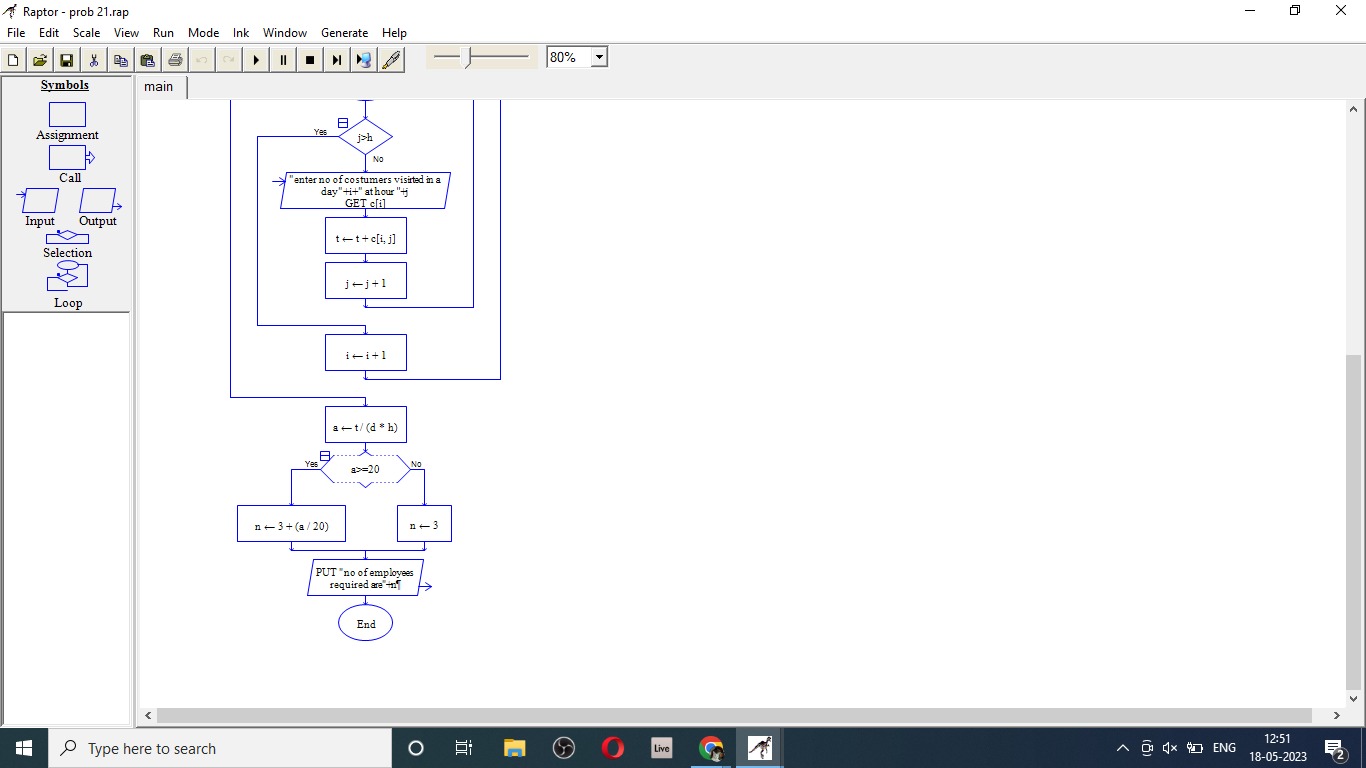 Raptor - prob 21.rap
File Edit Scale View Run Mode Ink Window Generate Help
80%
Symbols
Assignment
Call
Input Output
Selection
Loop
main
Yes
j>h
No
"enter no of costumers visirted in a
day"+i+" at hour "+j
GET c[i]
t ← t + c[i, j]
j ← j + 1
i ← i + 1
a ← t / (d * h)
Yes
a>=20
No
n ← 3 + (a / 20)
n ← 3
PUT "no of employees
required are"+n¶
End
Type here to search
Live
ENG
12:51
18-05-2023
2